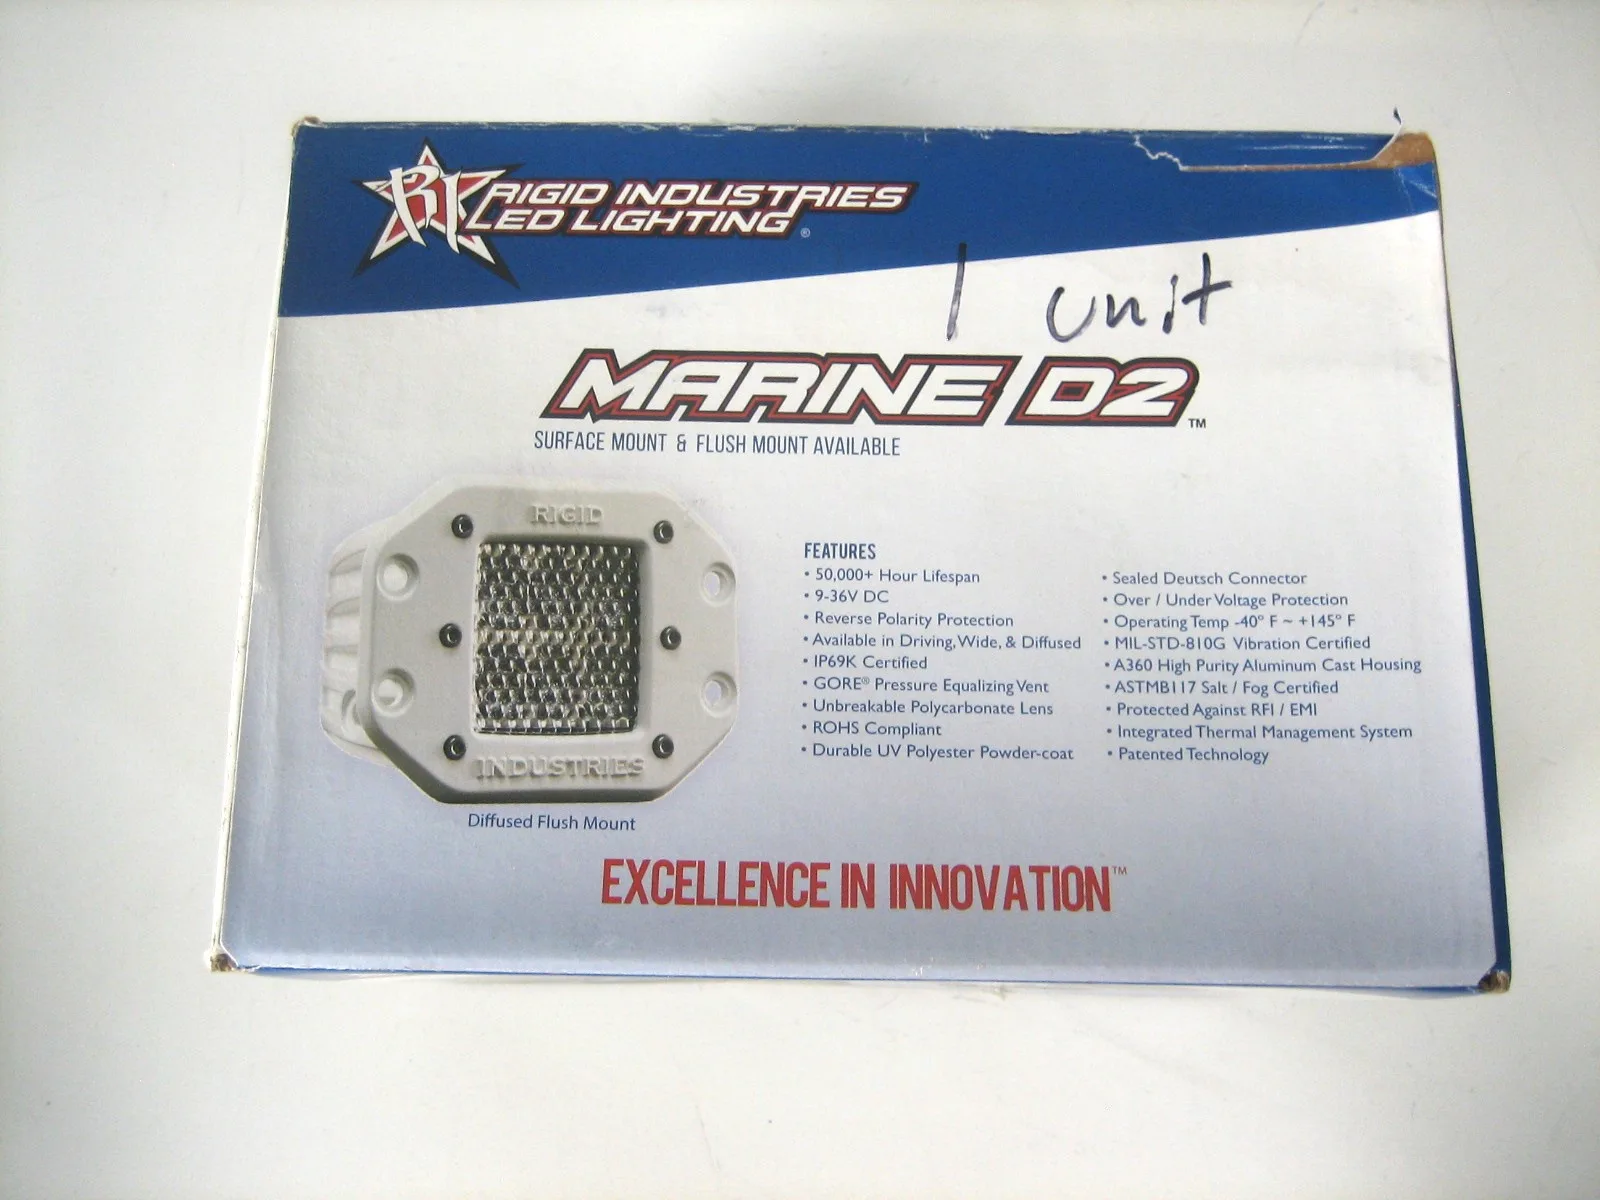 RI RIGID INDUSTRIES
LED LIGHTING ®
1 unit
MARINE D2™
SURFACE MOUNT & FLUSH MOUNT AVAILABLE
RIGID
INDUSTRIES
Diffused Flush Mount
FEATURES
• 50,000+ Hour Lifespan
• 9-36V DC
• Reverse Polarity Protection
• Available in Driving, Wide, & Diffused
• IP69K Certified
• GORE® Pressure Equalizing Vent
• Unbreakable Polycarbonate Lens
• ROHS Compliant
• Durable UV Polyester Powder-coat
• Sealed Deutsch Connector
• Over / Under Voltage Protection
• Operating Temp -40° F ~ +145° F
• MIL-STD-810G Vibration Certified
• A360 High Purity Aluminum Cast Housing
• ASTMB117 Salt / Fog Certified
• Protected Against RFI / EMI
• Integrated Thermal Management System
• Patented Technology
EXCELLENCE IN INNOVATION™